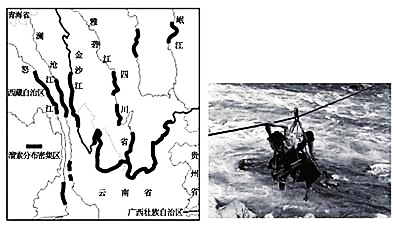 青海省
澜沧江
怒江
金沙江
雅砻江
岷江
四川省
西藏自治区
溜索分布密集区
云南省
贵州省
广西壮族自治区